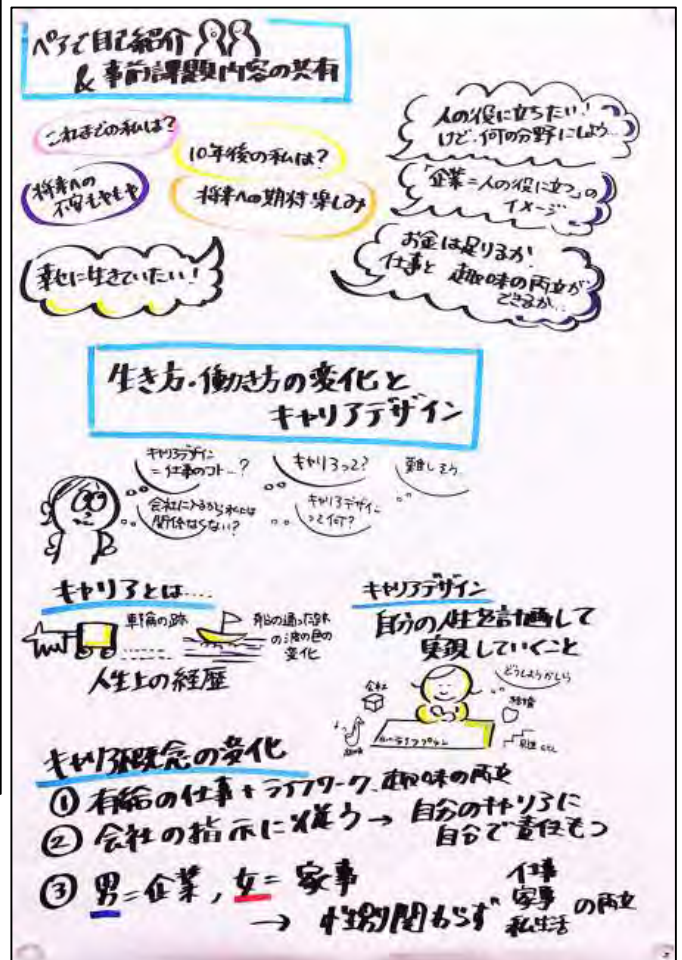 ペアで自己紹介
& 事前課題内容の共有
これまでの私は?
10年後の私は?
将来への
不安もやもや
将来への期待・楽しみ
幸せに生きていたい!
人の役に立ちたい!
けど、何の分野にしよう…
「企業=人の役に立つ」の
イメージ
お金は足りるか
仕事と趣味の両立が
できるか…
生き方・働き方の変化と
キャリアデザイン
キャリアデザイン
=仕事のコト…?
キャリアって?
難しそう
会社に入るから私には
関係ない?
キャリアデザイン
って何?
キャリアとは……
車輪の跡
船の通った跡
の波の色の
変化
人生上の経歴
キャリアデザイン
自分の人生を計画して
実現していくこと
どうしようかしら
会社
結婚
趣味
キャリア概念の変化
① 有給の仕事+ライフワーク、趣味の両立
② 会社の指示に従う→自分のキャリアに
自分で責任もつ
③ 男=企業,女=家事
→ 性別関わらず 仕事 家事 私生活 の両立
2